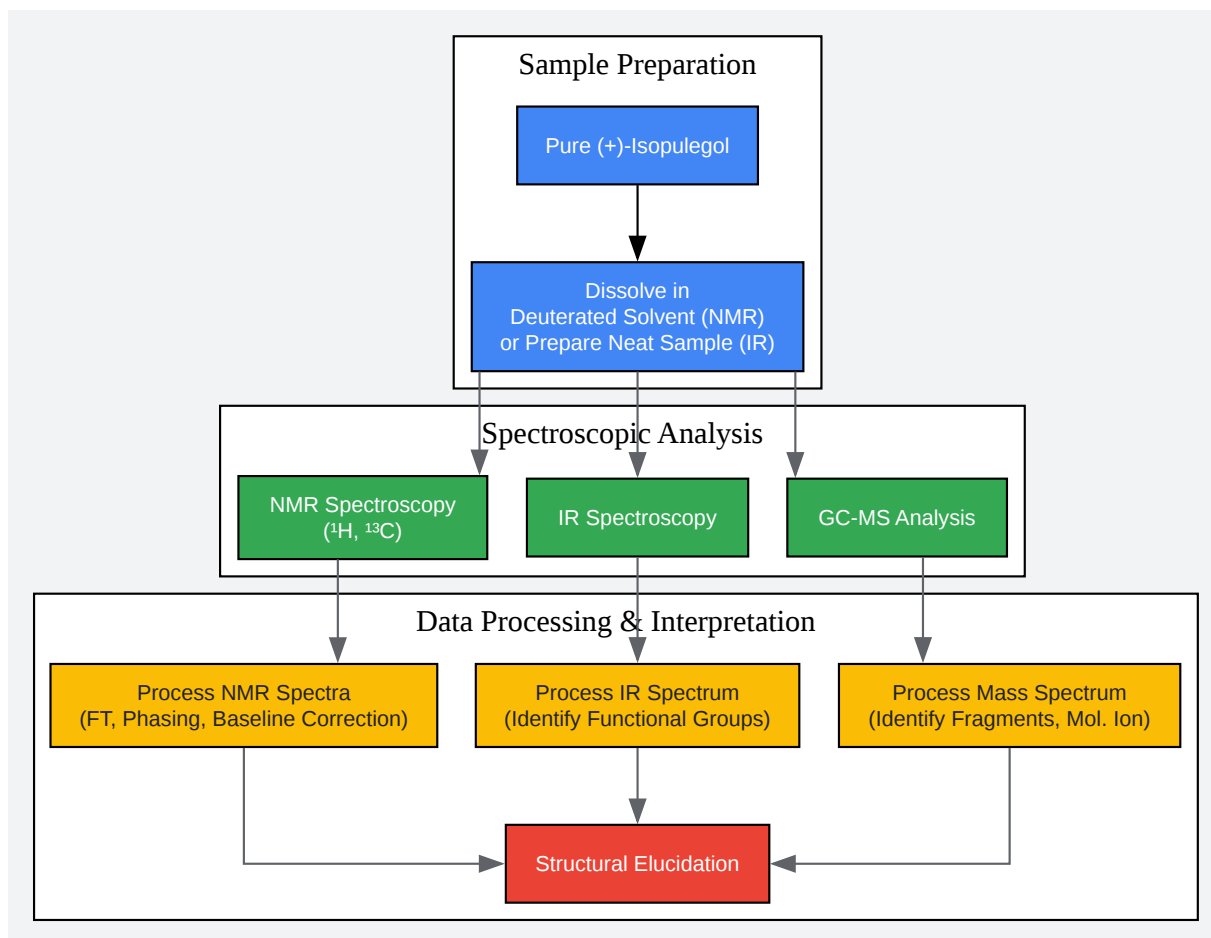 Sample Preparation
Pure (+)-Isopulegol
Dissolve in
Deuterated Solvent (NMR)
or Prepare Neat Sample (IR)
Spectroscopic Analysis
NMR Spectroscopy
(¹H, ¹³C)
IR Spectroscopy
GC-MS Analysis
Data Processing & Interpretation
Process NMR Spectra
(FT, Phasing, Baseline Correction)
Process IR Spectrum
(Identify Functional Groups)
Process Mass Spectrum
(Identify Fragments, Mol. Ion)
Structural Elucidation